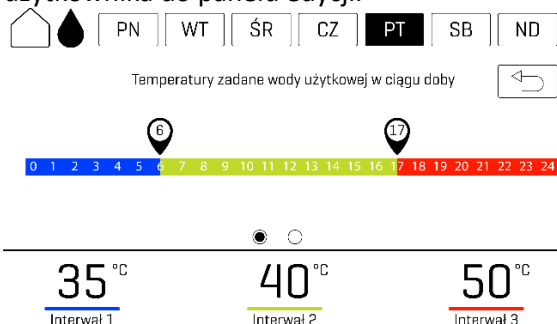 użytkownika do panelu edycji.
PN WT ŚR CZ PT SB ND
Temperatury zadane wody użytkowej w ciągu doby
6 17
0 1 2 3 4 5 6 7 8 9 10 11 12 13 14 15 16 17 18 19 20 21 22 23 24
35 °C 40 °C 50 °C
Interwał 1 Interwał 2 Interwał 3